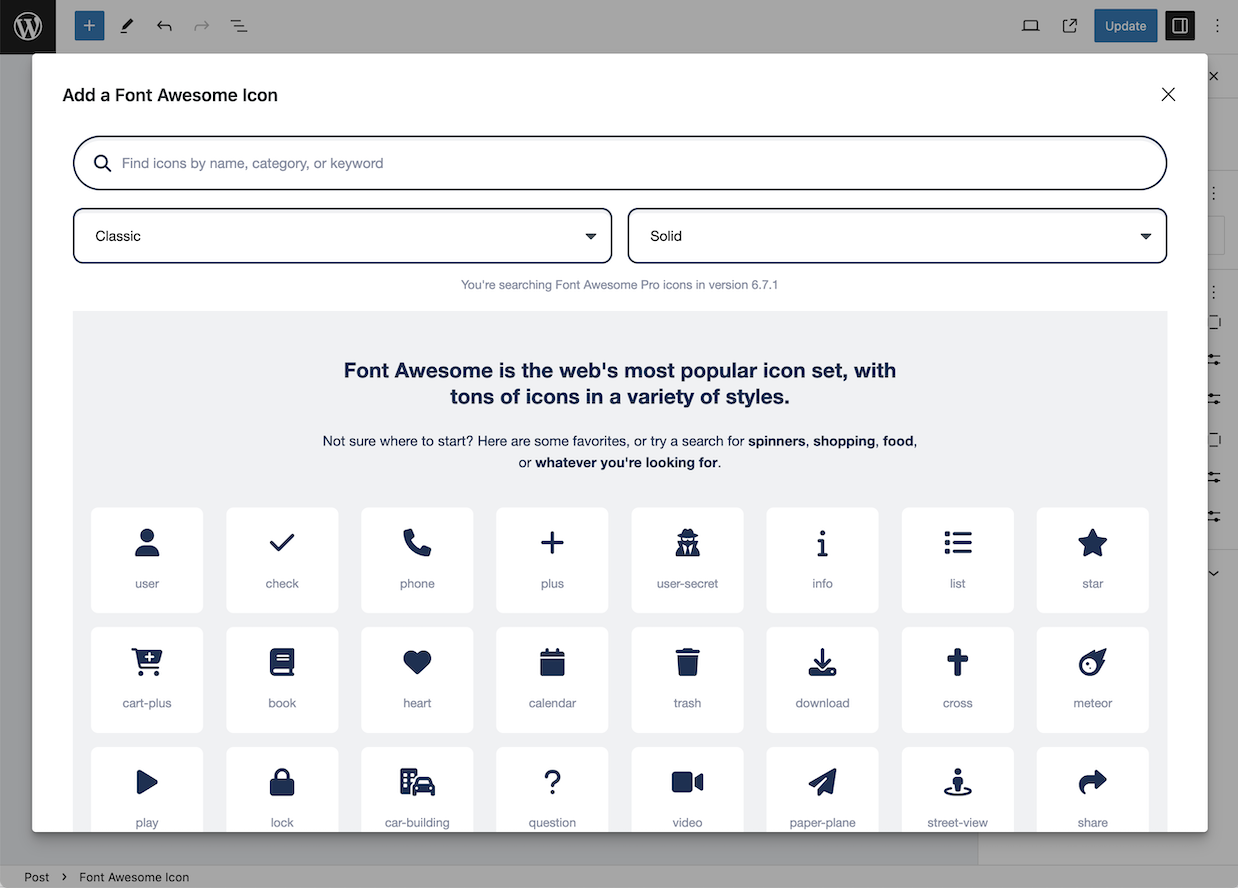 Update
Add a Font Awesome Icon
Find icons by name, category, or keyword
Classic
Solid
You're searching Font Awesome Pro icons in version 6.7.1
Font Awesome is the web's most popular icon set, with
tons of icons in a variety of styles.
Not sure where to start? Here are some favorites, or try a search for spinners, shopping, food,
or whatever you're looking for.
user check phone plus user-secret info list star
cart-plus book heart calendar trash download cross meteor
play lock car-building question video paper-plane street-view share
Post > Font Awesome Icon